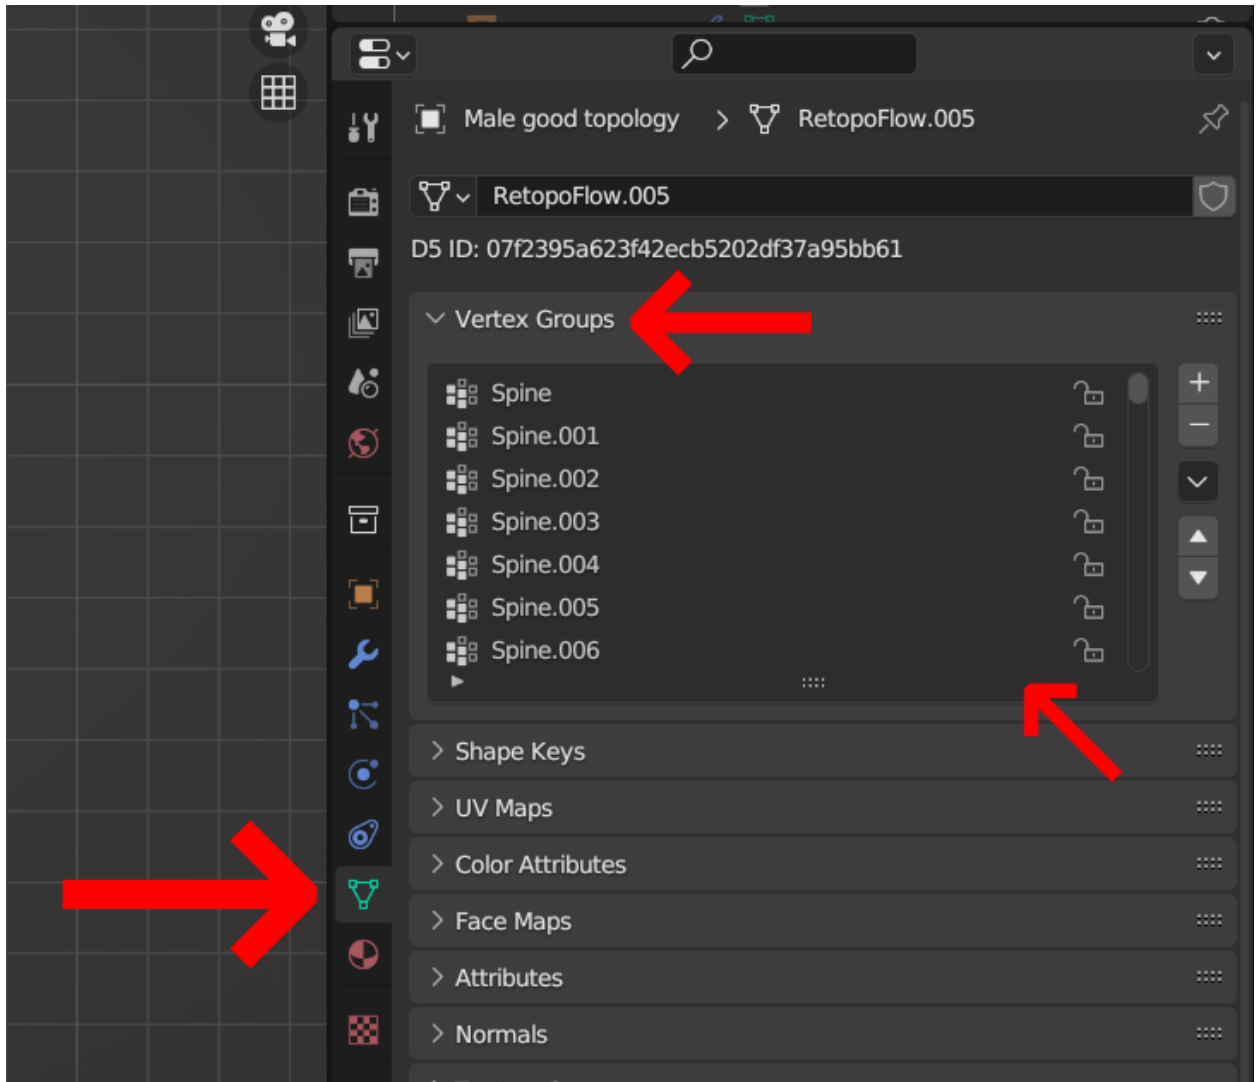 Male good topology > RetopoFlow.005
RetopoFlow.005
D5 ID: 07f2395a623f42ecb5202df37a95bb61
Vertex Groups
Spine
Spine.001
Spine.002
Spine.003
Spine.004
Spine.005
Spine.006
Shape Keys
UV Maps
Color Attributes
Face Maps
Attributes
Normals